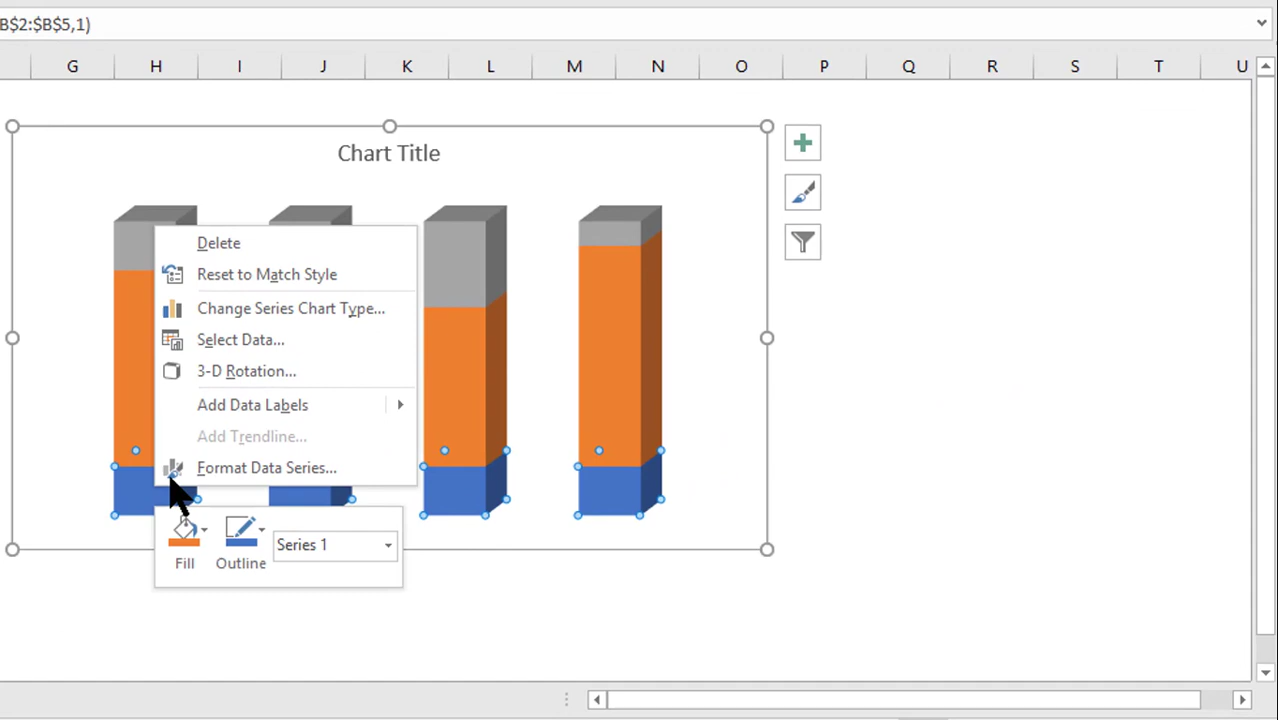 B$2:$B$5,1)
G H I J K L M N O P Q R S T U
Chart Title
Delete
Reset to Match Style
Change Series Chart Type...
Select Data...
3-D Rotation...
Add Data Labels
Add Trendline...
Format Data Series...
Series 1
Fill Outline